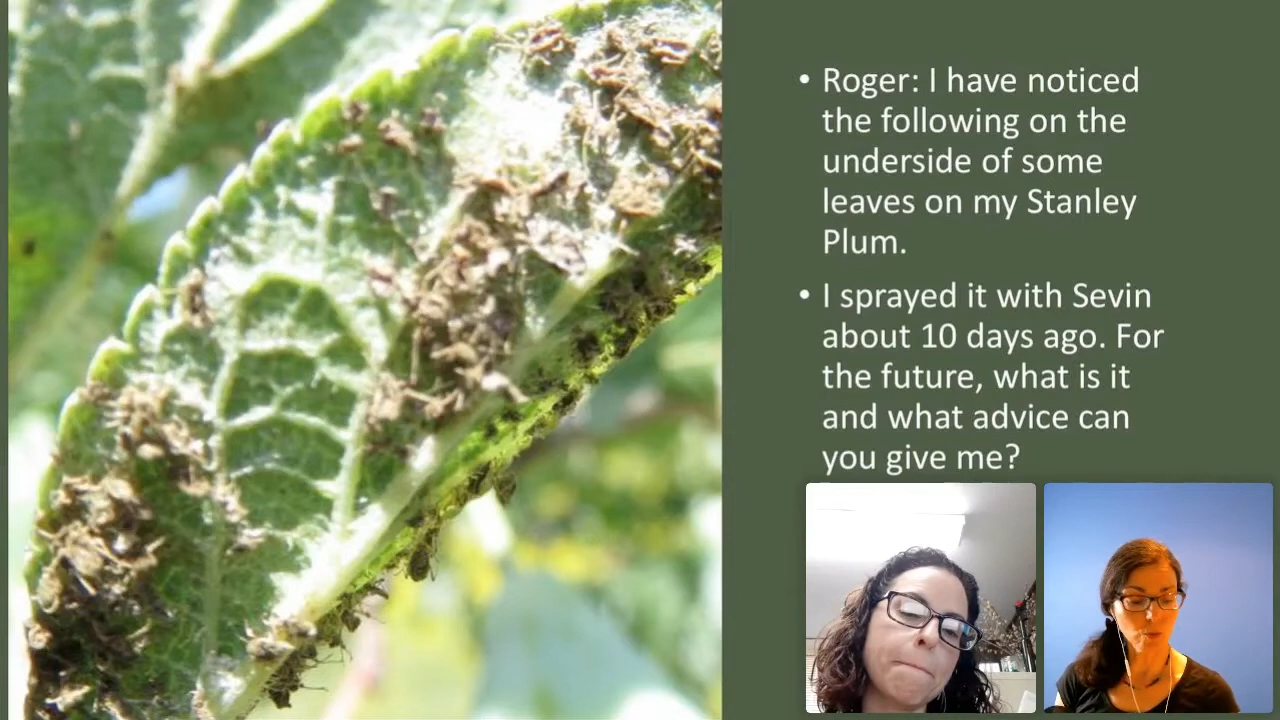 • Roger: I have noticed
the following on the
underside of some
leaves on my Stanley
Plum.
• I sprayed it with Sevin
about 10 days ago. For
the future, what is it
and what advice can
you give me?